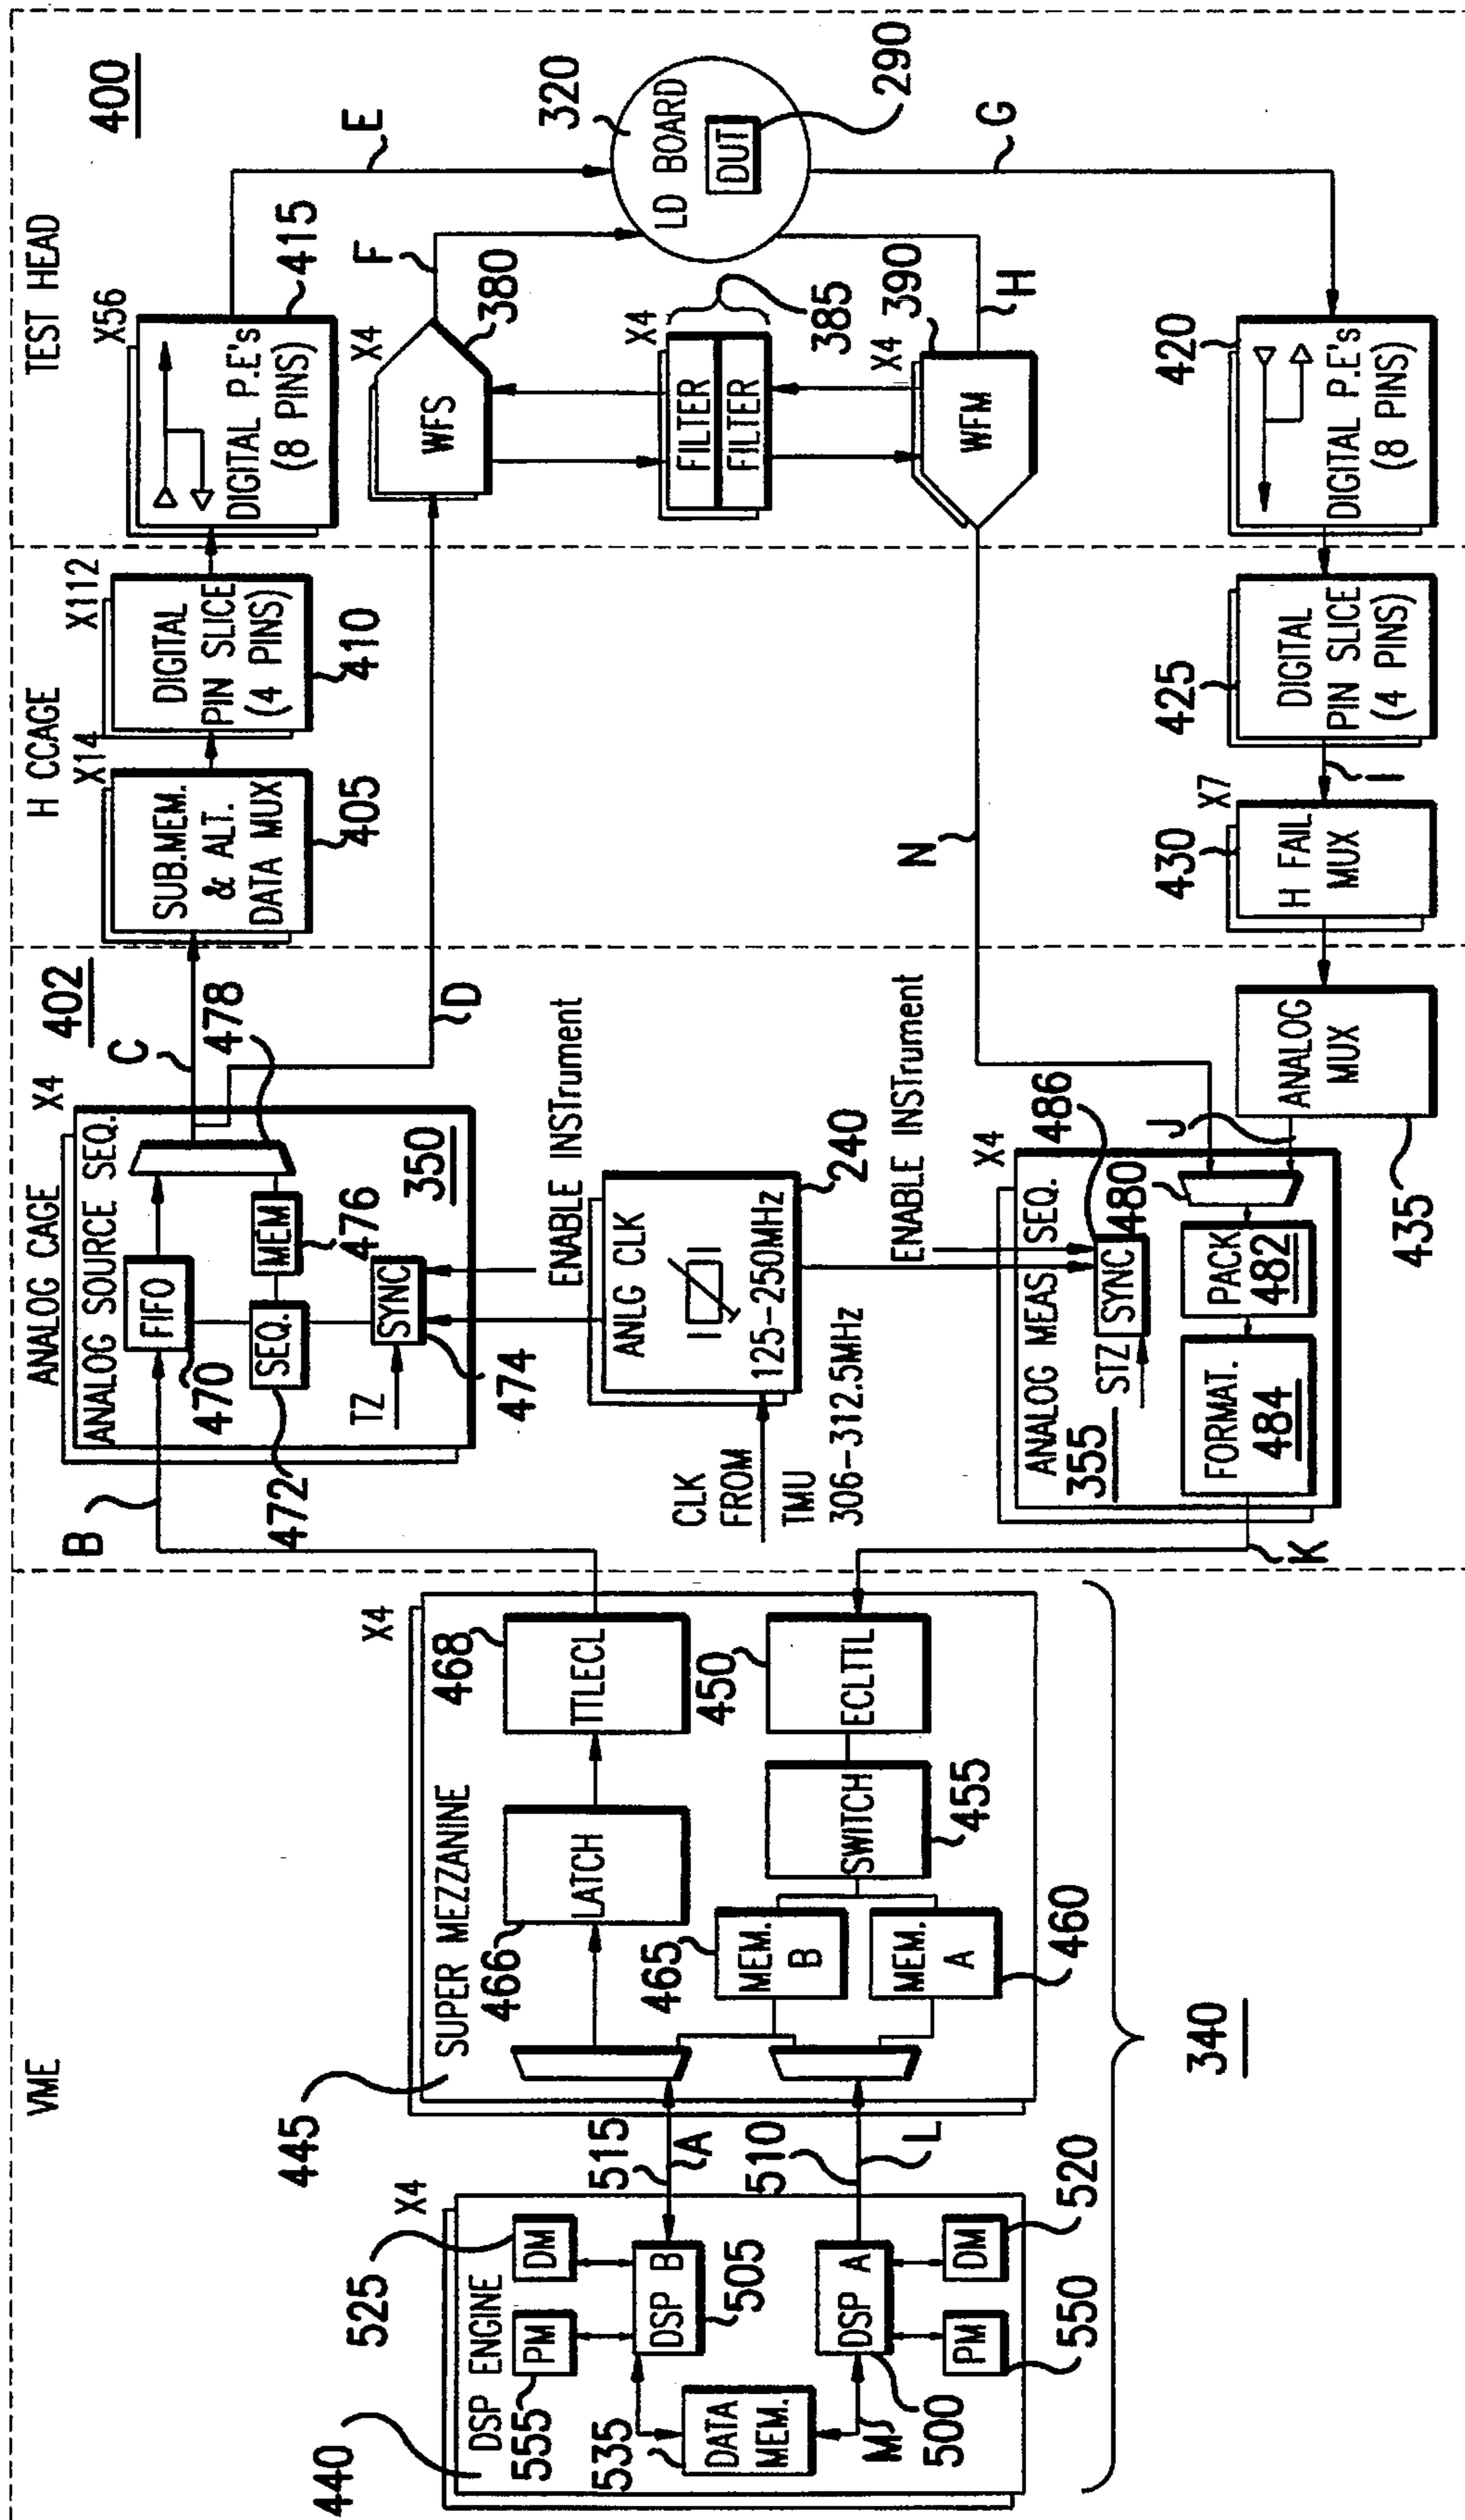 VME
ANALOG CAGE
H CCAGE
TEST HEAD
400
402
440
X4
DSP ENGINE
525
DM
555
PM
DSP B
505
535
DATA
MEM.
DSP A
500
M
PM
550
DM
520
515
A
510
L
445
X4
SUPER MEZZANINE
466
LATCH
468
TTLECL
450
ECLTTL
SWITCH
455
465
MEM.
B
MEM.
A
460
340
B
X4
ANALOG SOURCE SEQ.
FIFO
470
SEQ.
472
MEM
476
TZ
SYNC
474
350
478
C
D
ENABLE INSTrument
CLK
FROM
TMU
306-312.5MHz
ANLG CLK
125-250MHz
240
ENABLE INSTrument
X4
ANALOG MEAS SEQ.
355
STZ
SYNC
486
480
PACK
482
FORMAT.
484
K
J
ANALOG
MUX
435
X14
SUB.MEM.
& ALT.
DATA MUX
405
X112
DIGITAL
PIN SLICE
(4 PINS)
410
N
X7
430
H FAIL
MUX
I
425
DIGITAL
PIN SLICE
(4 PINS)
X56
415
DIGITAL P.E's
(8 PINS)
E
X4
WFS
380
F
X4
FILTER
FILTER
385
X4
390
WFM
H
320
LD BOARD
DUT
290
G
420
DIGITAL P.E's
(8 PINS)